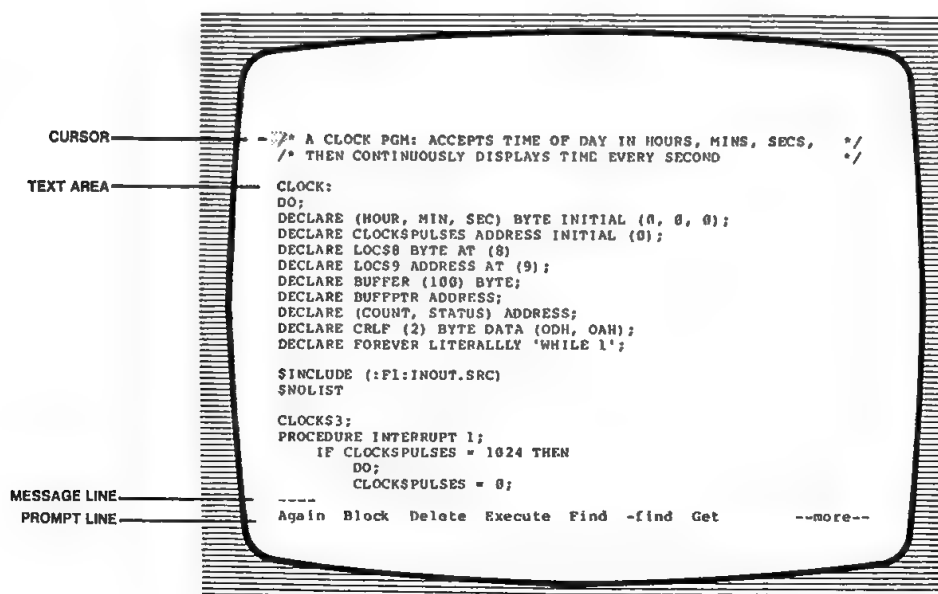 CURSOR
/* A CLOCK PGM: ACCEPTS TIME OF DAY IN HOURS, MINS, SECS, */
/* THEN CONTINUOUSLY DISPLAYS TIME EVERY SECOND */
TEXT AREA
CLOCK:
DO;
DECLARE (HOUR, MIN, SEC) BYTE INITIAL (0, 0, 0);
DECLARE CLOCK$PULSES ADDRESS INITIAL (0);
DECLARE LOC$8 BYTE AT (8)
DECLARE LOC$9 ADDRESS AT (9);
DECLARE BUFFER (100) BYTE;
DECLARE BUFFPTR ADDRESS;
DECLARE (COUNT, STATUS) ADDRESS;
DECLARE CRLF (2) BYTE DATA (ODH, OAH);
DECLARE FOREVER LITERALLLY 'WHILE 1';
$INCLUDE (:F1:INOUT.SRC)
$NOLIST
CLOCK$3;
PROCEDURE INTERRUPT 1;
IF CLOCK$PULSES = 1024 THEN
DO;
CLOCK$PULSES = 0;
MESSAGE LINE
----
PROMPT LINE
Again Block Delete Execute Find -find Get --more--